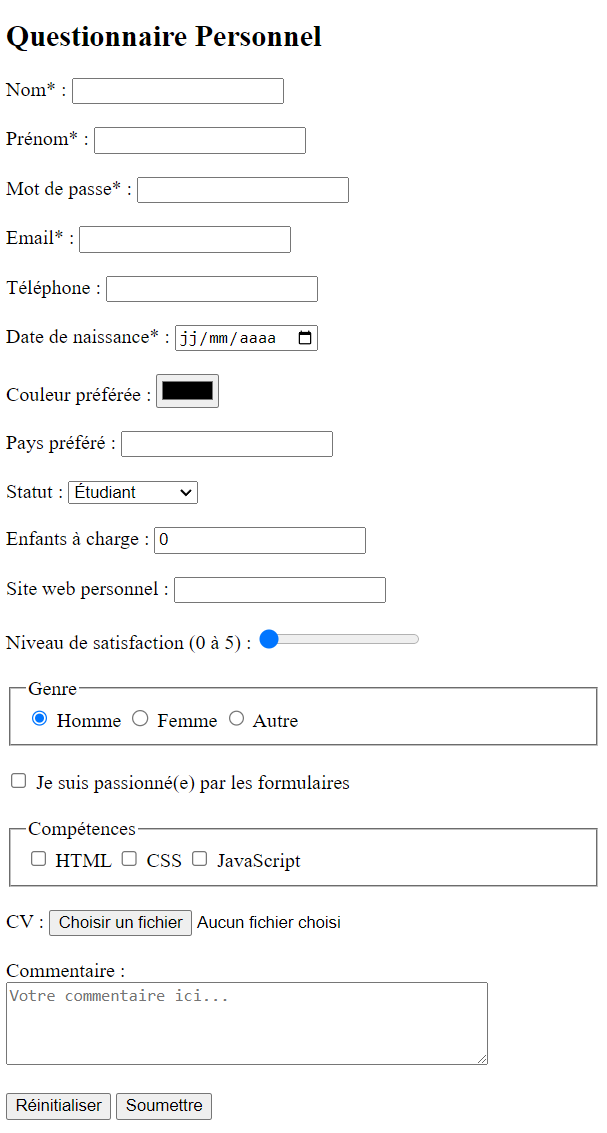 Questionnaire Personnel
Nom* :
Prénom* :
Mot de passe* :
Email* :
Téléphone :
Date de naissance* : jj/mm/aaaa
Couleur préférée :
Pays préféré :
Statut : Étudiant
Enfants à charge : 0
Site web personnel :
Niveau de satisfaction (0 à 5) :
Genre
Homme Femme Autre
Je suis passionné(e) par les formulaires
Compétences
HTML CSS JavaScript
CV : Choisir un fichier Aucun fichier choisi
Commentaire :
Votre commentaire ici...
Réinitialiser Soumettre